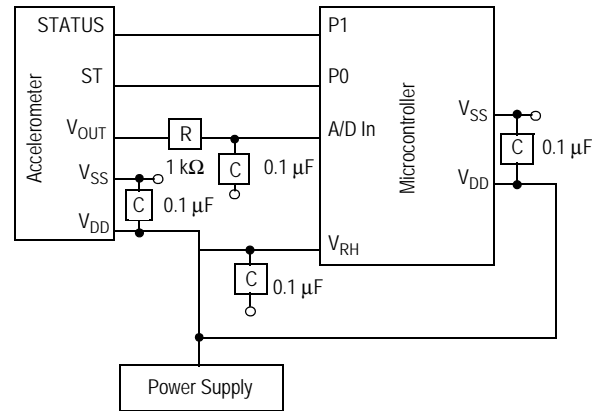 STATUS
ST
VOUT
VSS
VDD
Accelerometer
R
1 kΩ
C
0.1 μF
C
0.1 μF
C
0.1 μF
P1
P0
A/D In
VRH
Microcontroller
VSS
VDD
C
0.1 μF
Power Supply